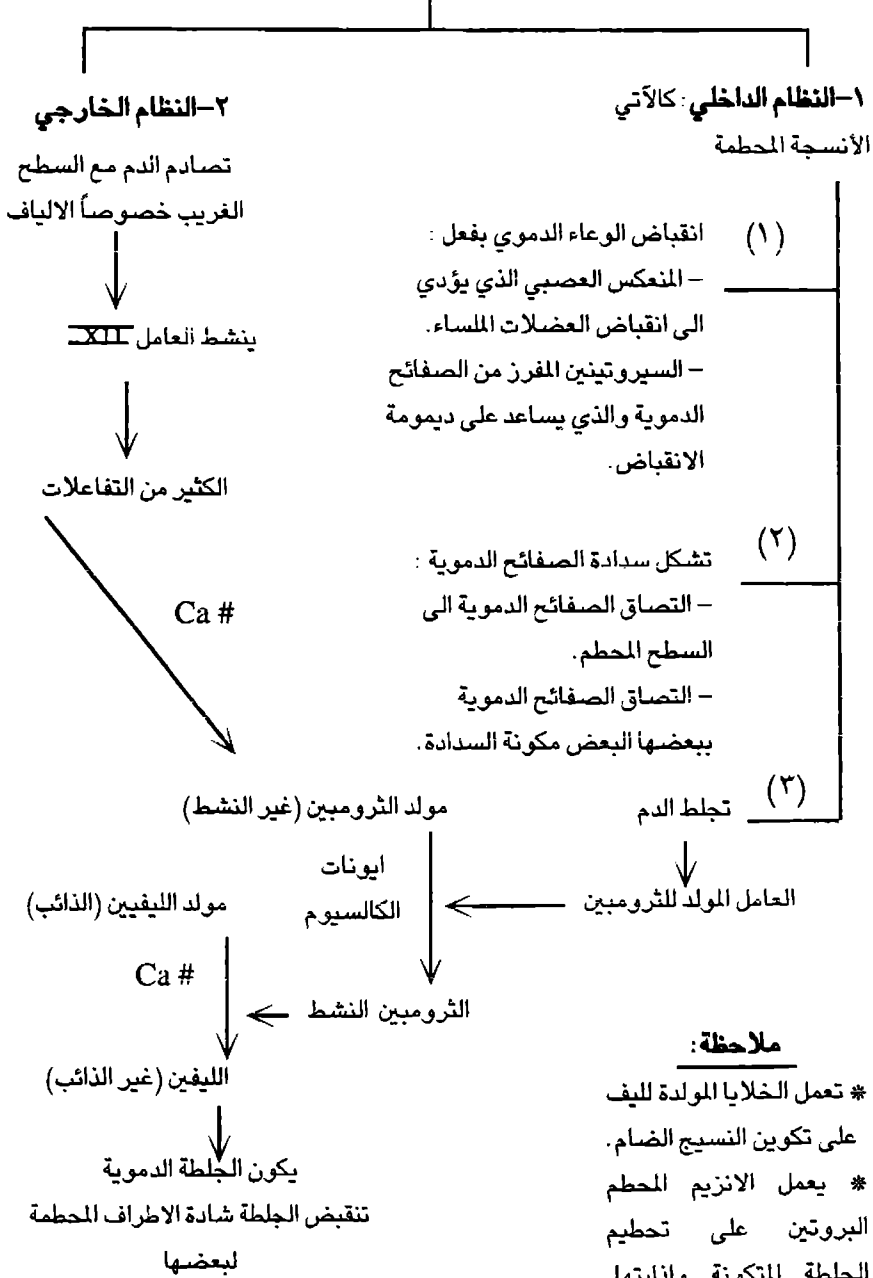 ١–النظام الداخلي: كالآتي
الأنسجة المحطمة
(١) انقباض الوعاء الدموي بفعل :
– المنعكس العصبي الذي يؤدي
الى انقباض العضلات الملساء.
– السيروتينين المفرز من الصفائح
الدموية والذي يساعد على ديمومة
الانقباض.
(٢) تشكل سدادة الصفائح الدموية :
– التصاق الصفائح الدموية الى
السطح المحطم.
– التصاق الصفائح الدموية
ببعضها البعض مكونة السدادة.
(٣) تجلط الدم
العامل المولد للثرومبين
٢–النظام الخارجي
تصادم الدم مع السطح
الغريب خصوصاً الالياف
ينشط العامل XII
الكثير من التفاعلات
Ca #
مولد الثرومبين (غير النشط)
ايونات
الكالسيوم
الثرومبين النشط
مولد الليفيين (الذائب)
Ca #
الليفين (غير الذائب)
يكون الجلطة الدموية
تنقبض الجلطة شادة الاطراف المحطمة
لبعضها
ملاحظة:
* تعمل الخلايا المولدة لليف
على تكوين النسيج الضام.
* يعمل الانزيم المحطم
البروتين على تحطيم
الجلطة المتكونة واذابتها